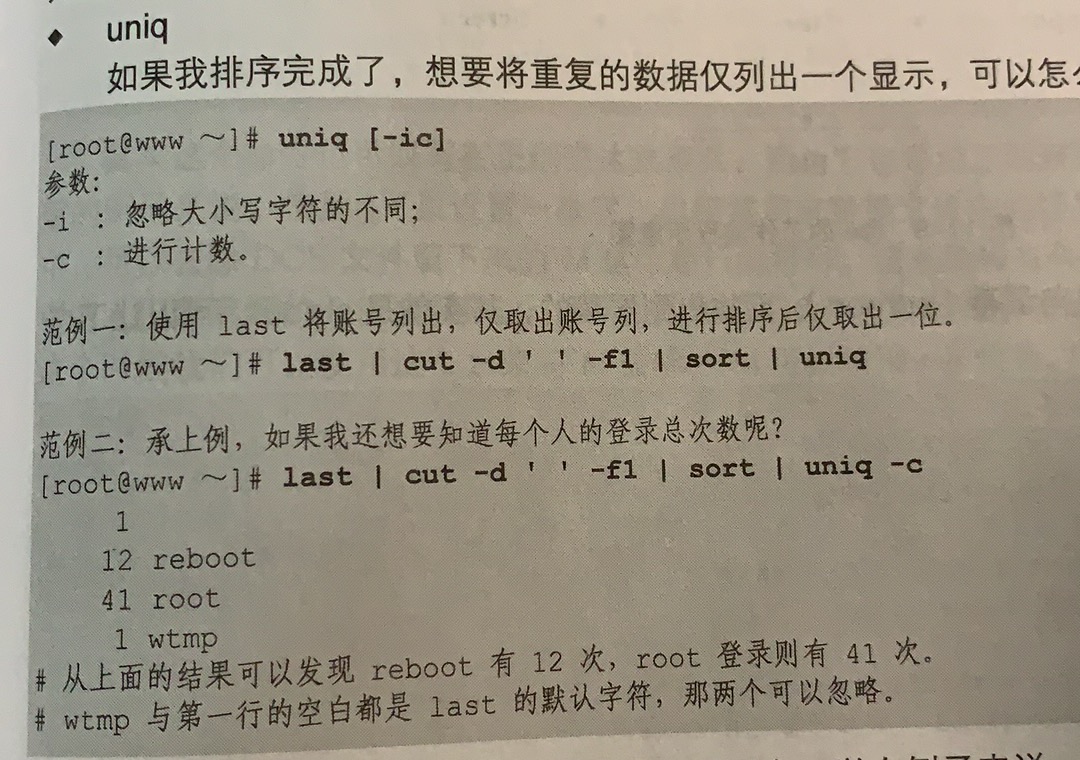 ◆ uniq
如果我排序完成了，想要将重复的数据仅列出一个显示，可以怎
[root@www ～]# uniq [-ic]
参数：
-i ：忽略大小写字符的不同；
-c ：进行计数。
范例一：使用 last 将账号列出，仅取出账号列，进行排序后仅取出一位。
[root@www ～]# last | cut -d ' ' -f1 | sort | uniq
范例二：承上例，如果我还想要知道每个人的登录总次数呢？
[root@www ～]# last | cut -d ' ' -f1 | sort | uniq -c
1
12 reboot
41 root
1 wtmp
# 从上面的结果可以发现 reboot 有 12 次，root 登录则有 41 次。
# wtmp 与第一行的空白都是 last 的默认字符，那两个可以忽略。